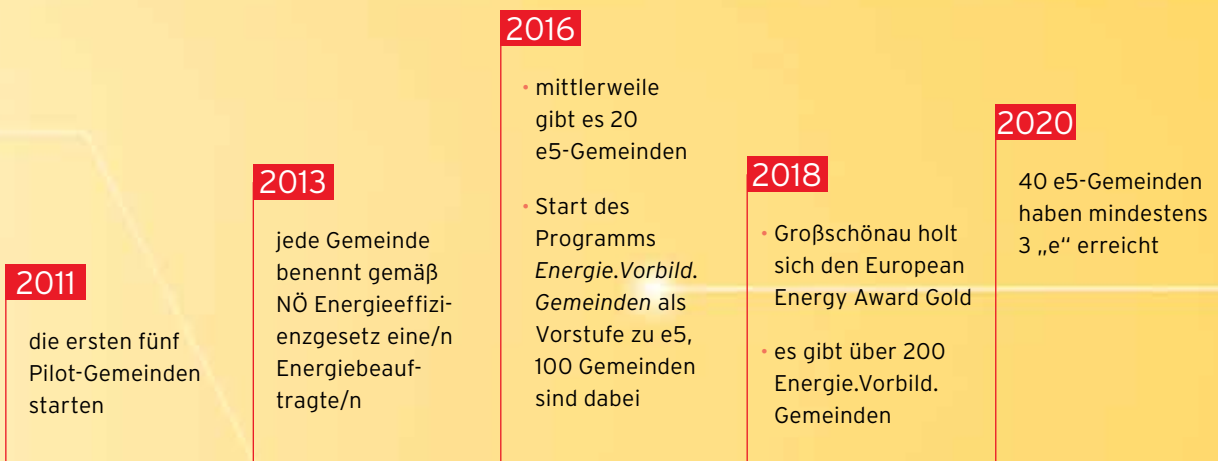 2011
die ersten fünf
Pilot-Gemeinden
starten
2013
jede Gemeinde
benennt gemäß
NÖ Energieeffizi-
enzgesetz eine/n
Energiebeauf-
tragte/n
2016
• mittlerweile
gibt es 20
e5-Gemeinden
• Start des
Programms
Energie.Vorbild.
Gemeinden als
Vorstufe zu e5,
100 Gemeinden
sind dabei
2018
• Großschönau holt
sich den European
Energy Award Gold
• es gibt über 200
Energie.Vorbild.
Gemeinden
2020
40 e5-Gemeinden
haben mindestens
3 „e“ erreicht